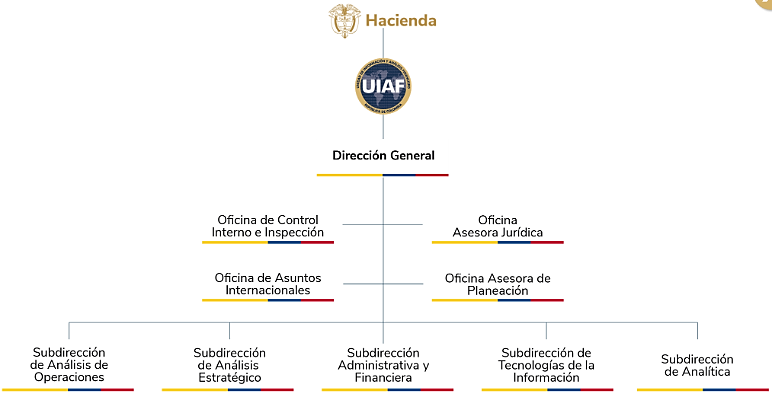 Hacienda
UIAF
Dirección General
Oficina de Control
Interno e Inspección
Oficina
Asesora Jurídica
Oficina de Asuntos
Internacionales
Oficina Asesora de
Planeación
Subdirección
de Análisis de
Operaciones
Subdirección
de Análisis
Estratégico
Subdirección
Administrativa y
Financiera
Subdirección de
Tecnologías de la
Información
Subdirección
de Analítica